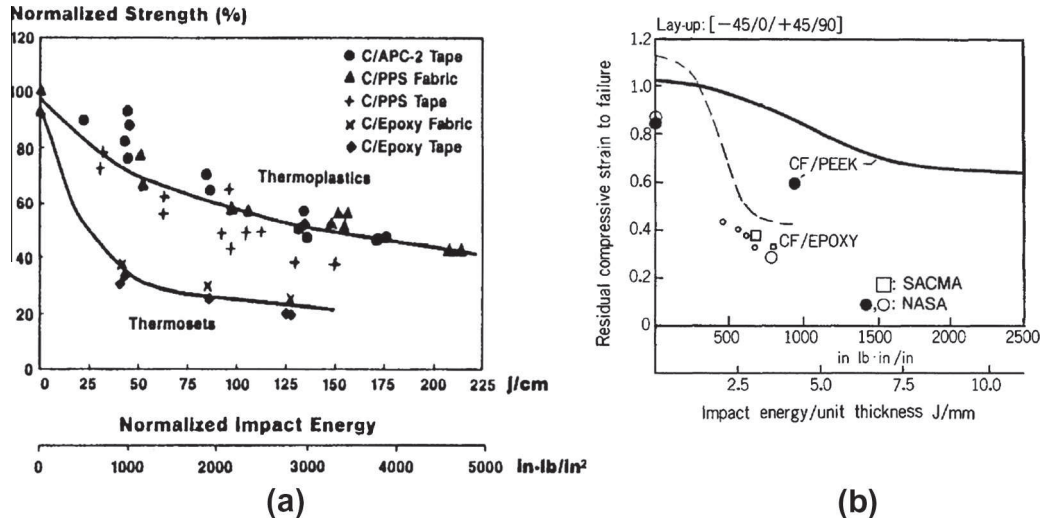 Normalized Strength (%)
120
100
80
60
40
20
0
C/APC-2 Tape
C/PPS Fabric
C/PPS Tape
C/Epoxy Fabric
C/Epoxy Tape
Thermoplastics
Thermosets
0 25 50 75 100 125 150 175 200 225 J/cm
Normalized Impact Energy
0 1000 2000 3000 4000 5000 in-lb/in²
(a)
Lay-up: [−45/0/+45/90]
Residual compressive strain to failure
1.2
1.0
0.8
0.6
0.4
0.2
0
CF/PEEK
CF/EPOXY
: SACMA
,: NASA
500 1000 1500 2000 2500
in lb·in/in
2.5 5.0 7.5 10.0
Impact energy/unit thickness J/mm
(b)